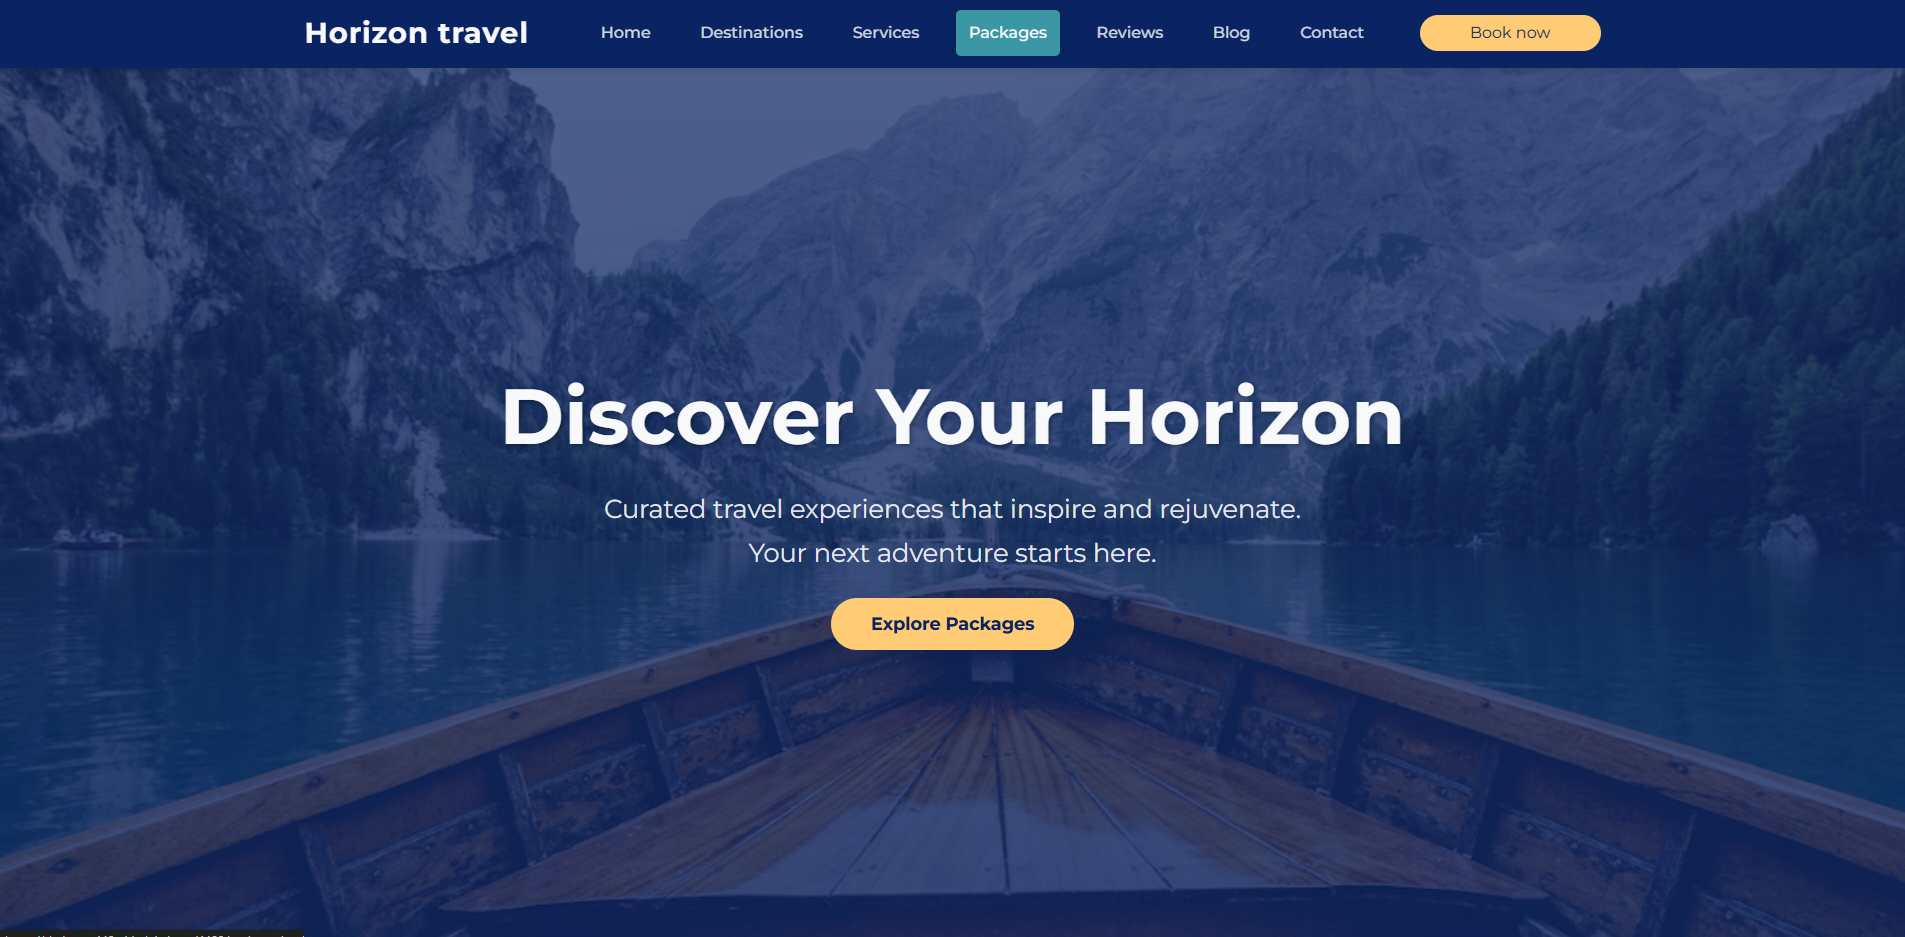 Horizon travel
Home
Destinations
Services
Packages
Reviews
Blog
Contact
Book now
Discover Your Horizon
Curated travel experiences that inspire and rejuvenate.
Your next adventure starts here.
Explore Packages